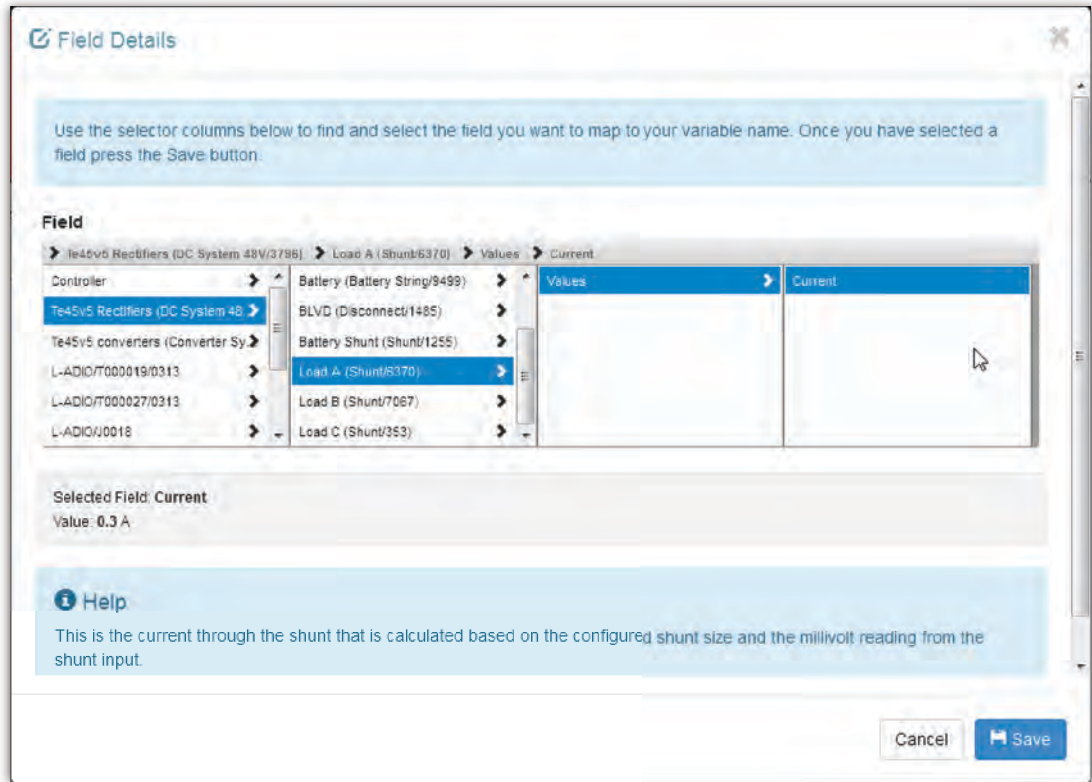 Field Details
Use the selector columns below to find and select the field you want to map to your variable name. Once you have selected a
field press the Save button.
Field
Te45v5 Rectifiers (DC System 48V/3796) Load A (Shunt/6370) Values Current
Controller
Te45v5 Rectifiers (DC System 48
Te45v5 converters (Converter Sy
L-ADIO/T000019/0313
L-ADIO/T000027/0313
L-ADIO/J0018
Battery (Battery String/9499)
BLVD (Disconnect/1485)
Battery Shunt (Shunt/1255)
Load A (Shunt/6370)
Load B (Shunt/7067)
Load C (Shunt/353)
Values
Current
Selected Field: Current
Value: 0.3 A
Help
This is the current through the shunt that is calculated based on the configured shunt size and the millivolt reading from the
shunt input.
Cancel
Save